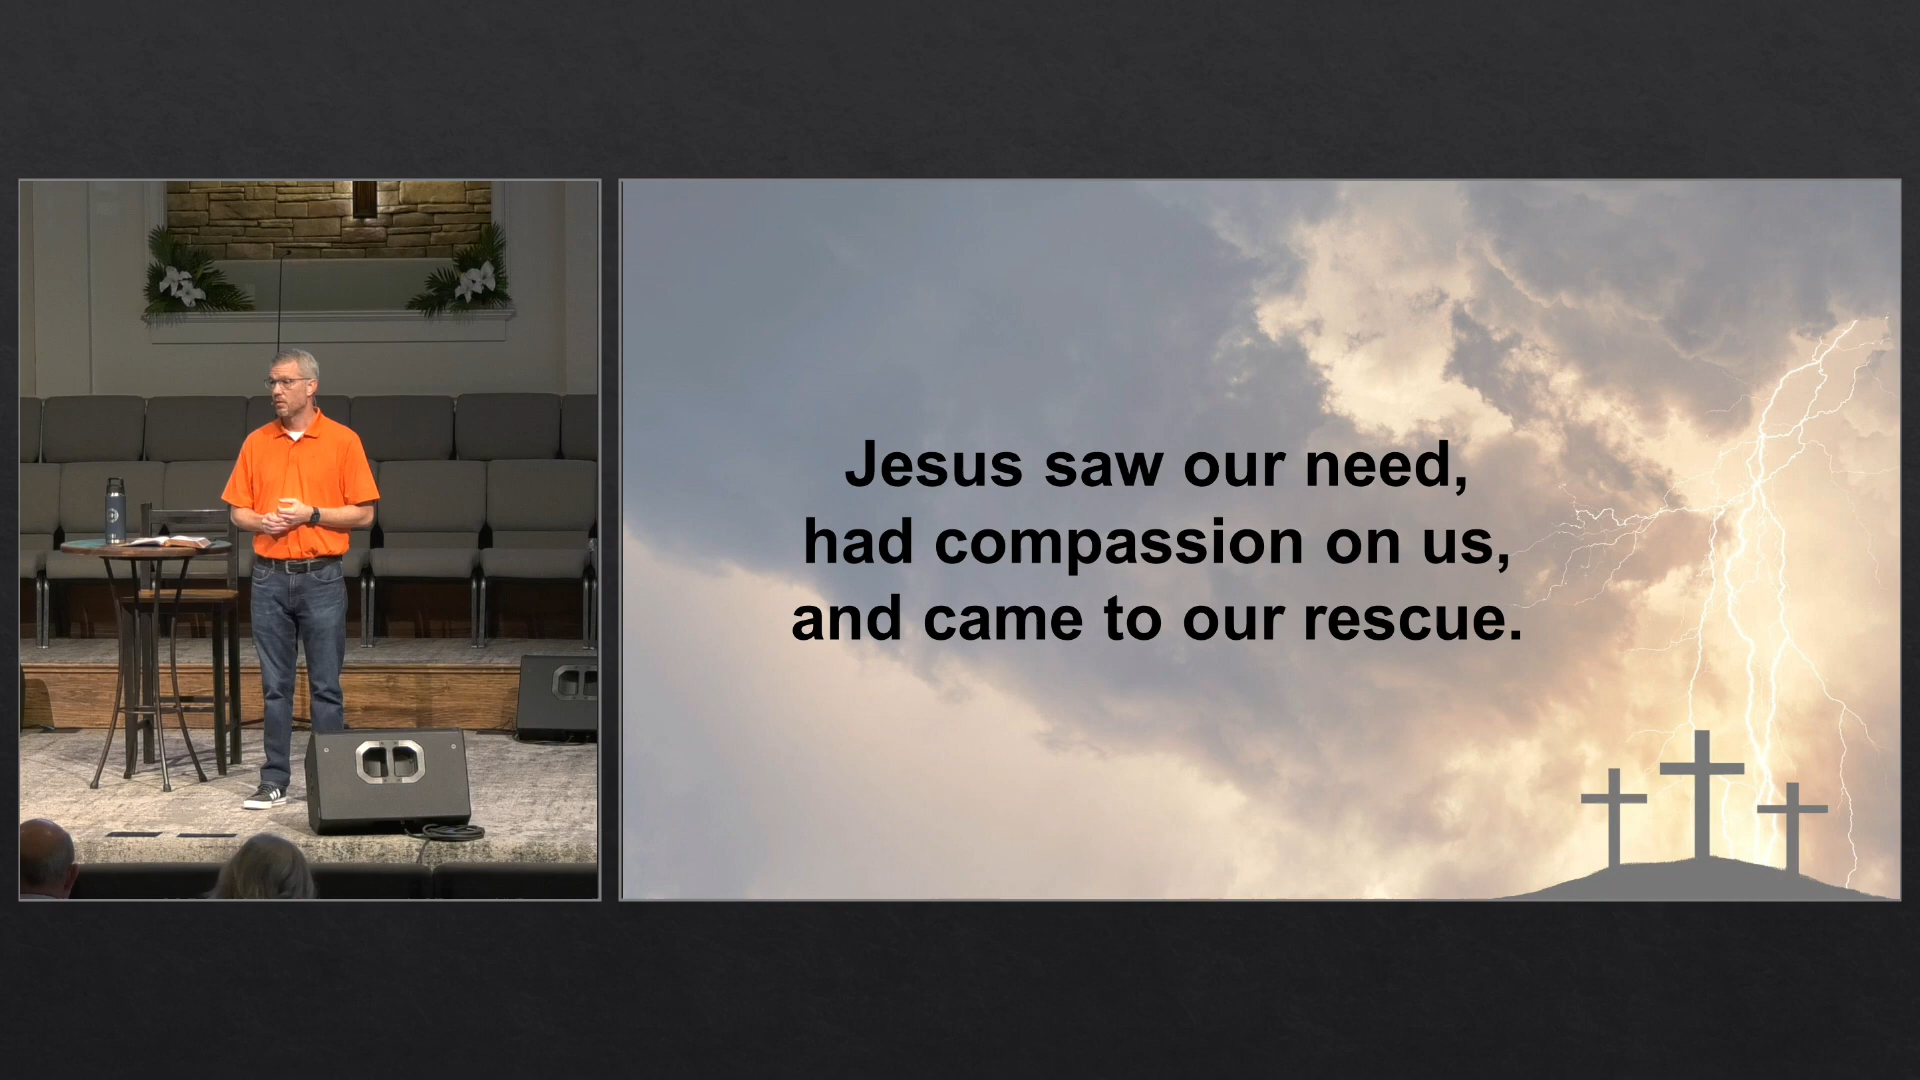 Jesus saw our need,
had compassion on us,
and came to our rescue.